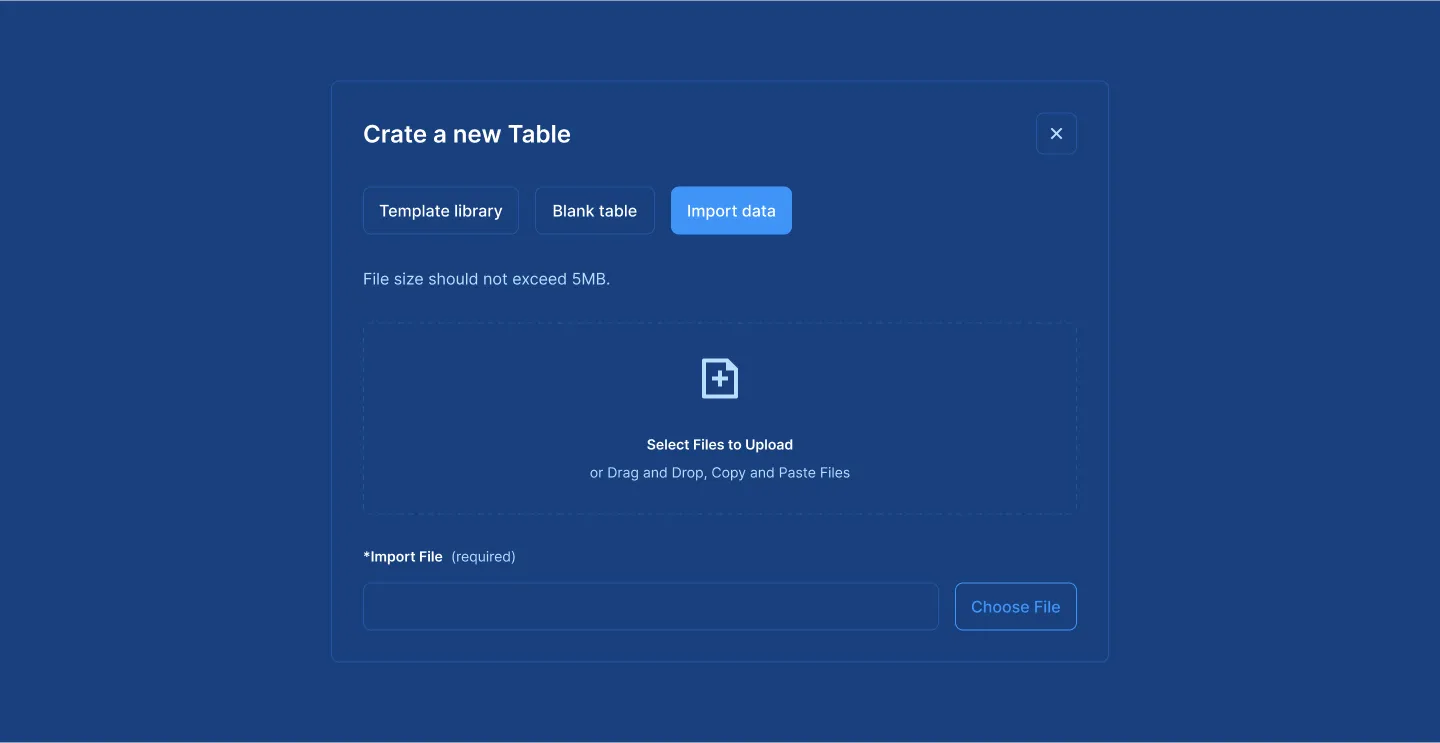 Crate a new Table
Template library
Blank table
Import data
File size should not exceed 5MB.
Select Files to Upload
or Drag and Drop, Copy and Paste Files
*Import File (required)
Choose File